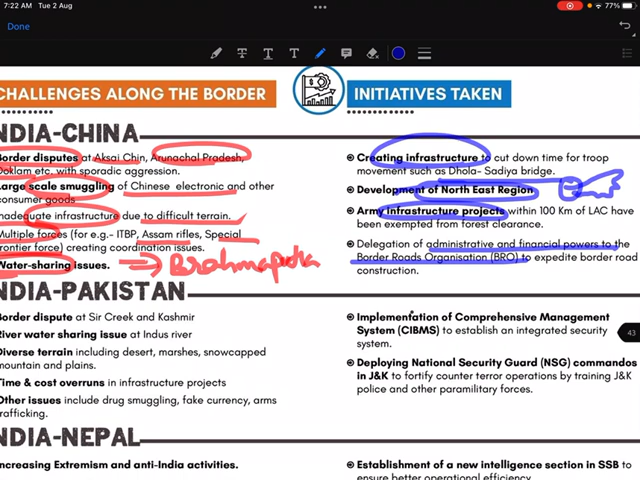 7:22 AM Tue 2 Aug
77%
Done
CHALLENGES ALONG THE BORDER
INITIATIVES TAKEN
NDIA-CHINA
Border disputes at Aksai Chin, Arunachal Pradesh,
Doklam etc. with sporadic aggression.
Large scale smuggling of Chinese electronic and other
consumer goods
nadequate infrastructure due to difficult terrain.
Multiple forces (for e.g.- ITBP, Assam rifles, Special
Frontier force) creating coordination issues.
Water-sharing issues. Brahmaputra
Creating infrastructure to cut down time for troop
movement such as Dhola- Sadiya bridge.
Development of North East Region
Army infrastructure projects within 100 Km of LAC have
been exempted from forest clearance.
Delegation of administrative and financial powers to the
Border Roads Organisation (BRO) to expedite border road
construction.
NDIA-PAKISTAN
Border dispute at Sir Creek and Kashmir
River water sharing issue at Indus river
Diverse terrain including desert, marshes, snowcapped
mountain and plains.
Time & cost overruns in infrastructure projects
Other issues include drug smuggling, fake currency, arms
trafficking.
Implementation of Comprehensive Management
System (CIBMS) to establish an integrated security
system.
43
Deploying National Security Guard (NSG) commandos
in J&K to fortify counter terror operations by training J&K
police and other paramilitary forces.
NDIA-NEPAL
ncreasing Extremism and anti-India activities.
Establishment of a new intelligence section in SSB to
ensure better operational efficiency.